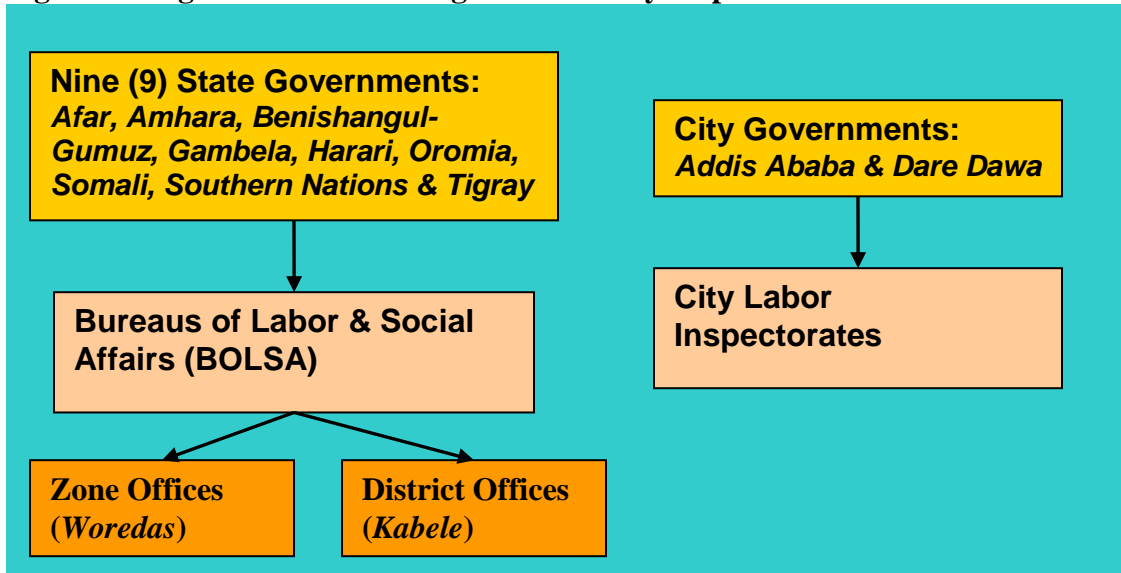 Nine (9) State Governments:
Afar, Amhara, Benishangul-
Gumuz, Gambela, Harari, Oromia,
Somali, Southern Nations & Tigray
City Governments:
Addis Ababa & Dare Dawa
Bureaus of Labor & Social
Affairs (BOLSA)
City Labor
Inspectorates
Zone Offices
(Woredas)
District Offices
(Kabele)